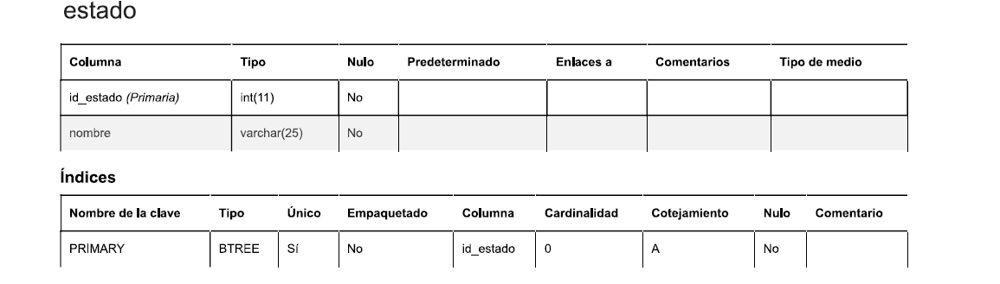 estado
Columna Tipo Nulo Predeterminado Enlaces a Comentarios Tipo de medio
id_estado (Primaria) int(11) No
nombre varchar(25) No
Índices
Nombre de la clave Tipo Único Empaquetado Columna Cardinalidad Cotejamiento Nulo Comentario
PRIMARY BTREE Sí No id_estado 0 A No